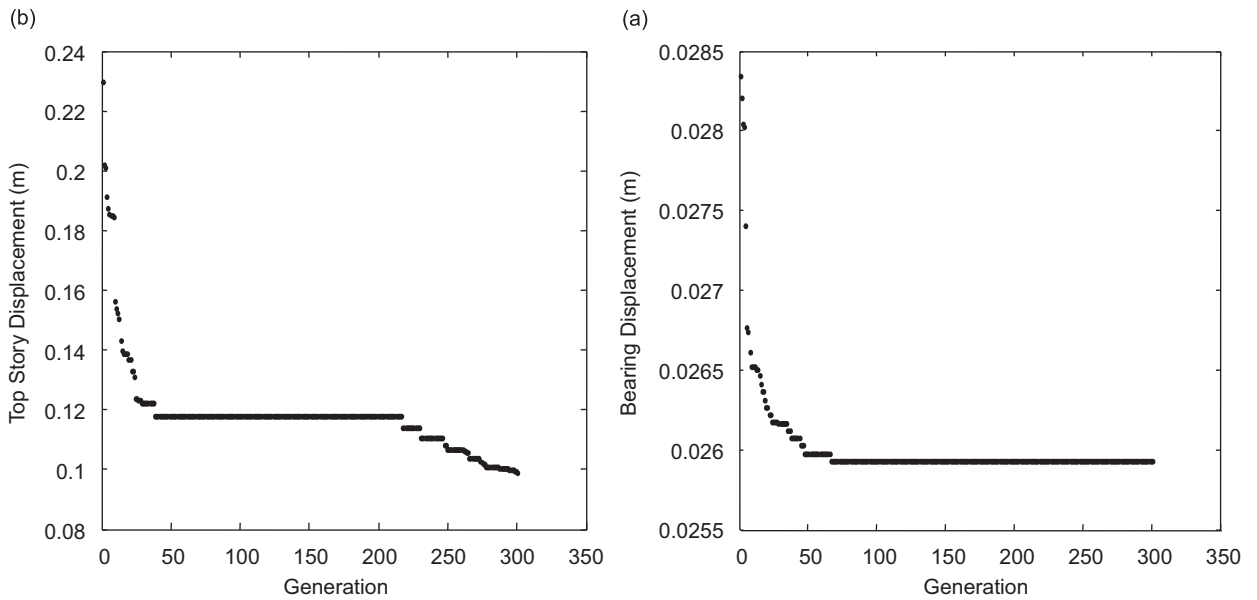 (b)
0.24
0.22
0.2
0.18
0.16
0.14
0.12
0.1
0.08
Top Story Displacement (m)
0 50 100 150 200 250 300 350
Generation
(a)
0.0285
0.028
0.0275
0.027
0.0265
0.026
0.0255
Bearing Displacement (m)
0 50 100 150 200 250 300 350
Generation